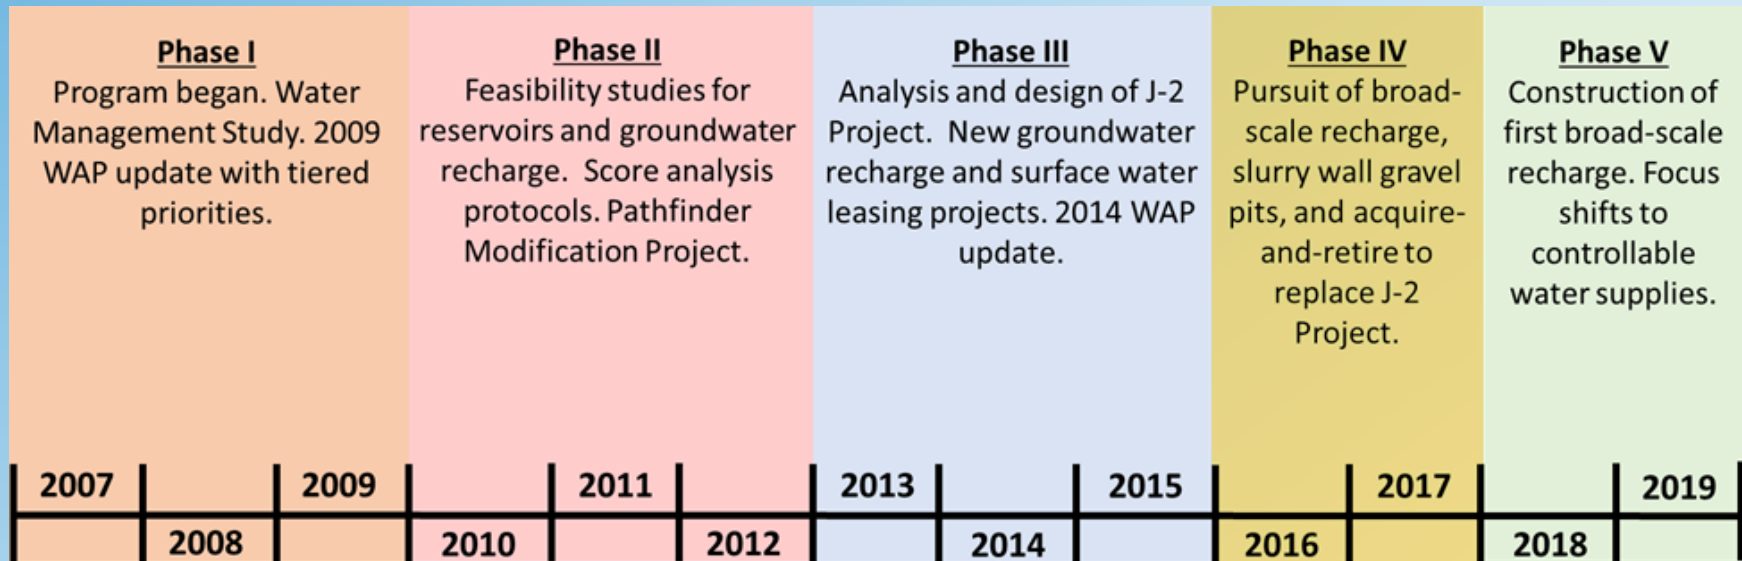 Phase I
Program began. Water
Management Study. 2009
WAP update with tiered
priorities.
Phase II
Feasibility studies for
reservoirs and groundwater
recharge.  Score analysis
protocols. Pathfinder
Modification Project.
Phase III
Analysis and design of J-2
Project.  New groundwater
recharge and surface water
leasing projects. 2014 WAP
update.
Phase IV
Pursuit of broad-
scale recharge,
slurry wall gravel
pits, and acquire-
and-retire to
replace J-2
Project.
Phase V
Construction of
first broad-scale
recharge. Focus
shifts to
controllable
water supplies.
2007
2008
2009
2010
2011
2012
2013
2014
2015
2016
2017
2018
2019